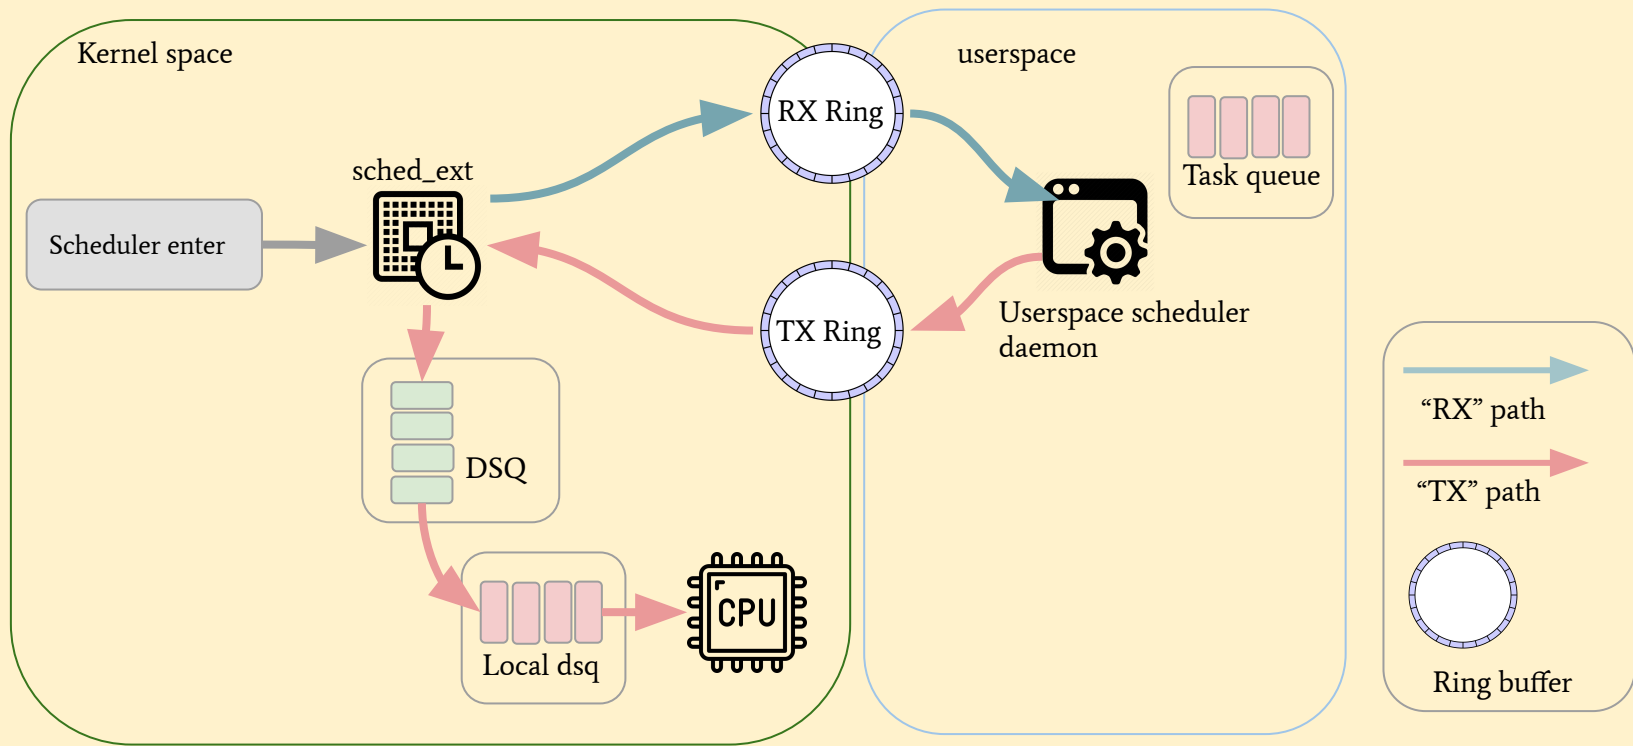 Kernel space
userspace
RX Ring
sched_ext
Task queue
Scheduler enter
TX Ring
Userspace scheduler
daemon
DSQ
Local dsq
CPU
“RX” path
“TX” path
Ring buffer